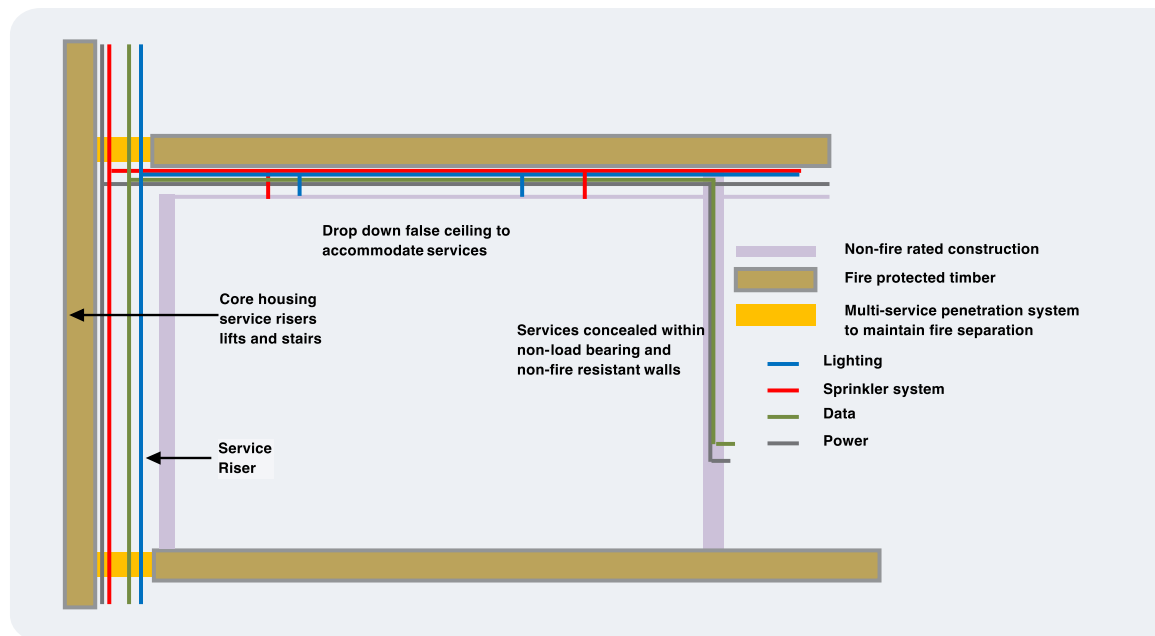 Drop down false ceiling to
accommodate services
Core housing
service risers
lifts and stairs
Services concealed within
non-load bearing and
non-fire resistant walls
Service
Riser
Non-fire rated construction
Fire protected timber
Multi-service penetration system
to maintain fire separation
Lighting
Sprinkler system
Data
Power